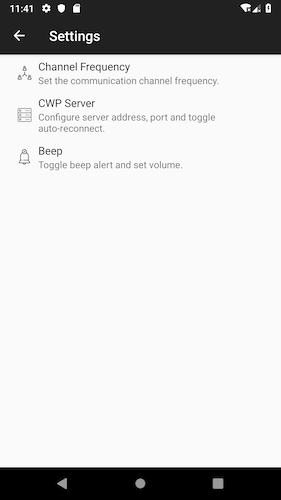 11:41
Settings
Channel Frequency
Set the communication channel frequency.
CWP Server
Configure server address, port and toggle
auto-reconnect.
Beep
Toggle beep alert and set volume.